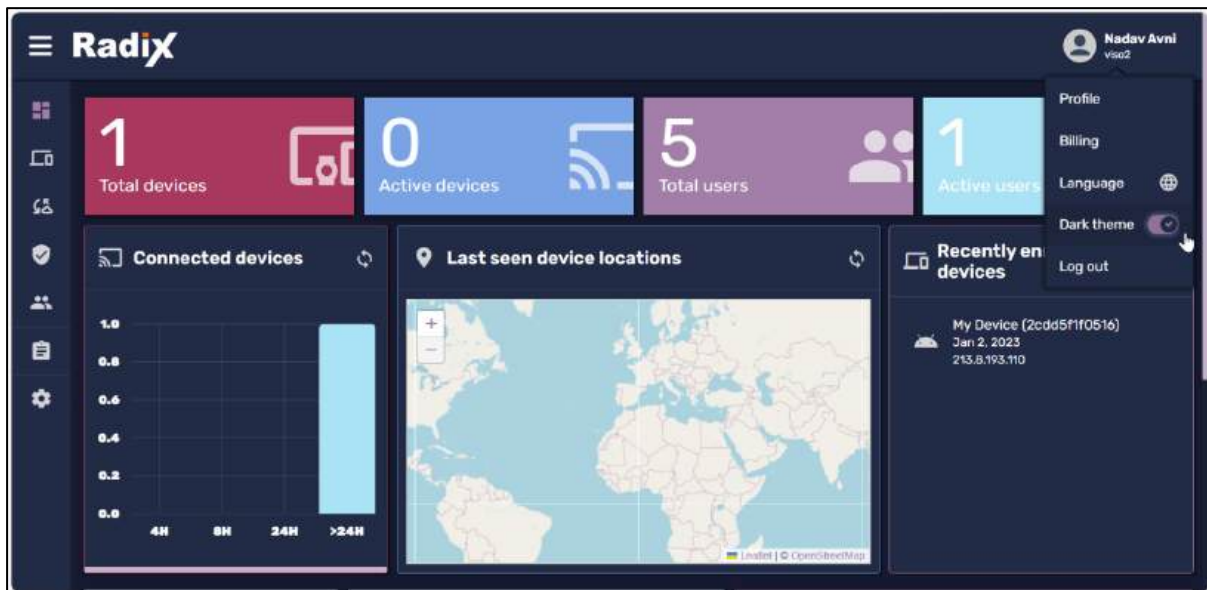 Radix
Nadav Avni
viso2
Profile
Billing
Language
Dark theme
Log out
1
Total devices
0
Active devices
5
Total users
1
Active users
Connected devices
1.0
0.8
0.6
0.4
0.2
0.0
4H 8H 24H >24H
Last seen device locations
+
−
Leaflet | © OpenStreetMap
Recently en
devices
My Device (2cdd5f1f0516)
Jan 2, 2023
213.8.193.110